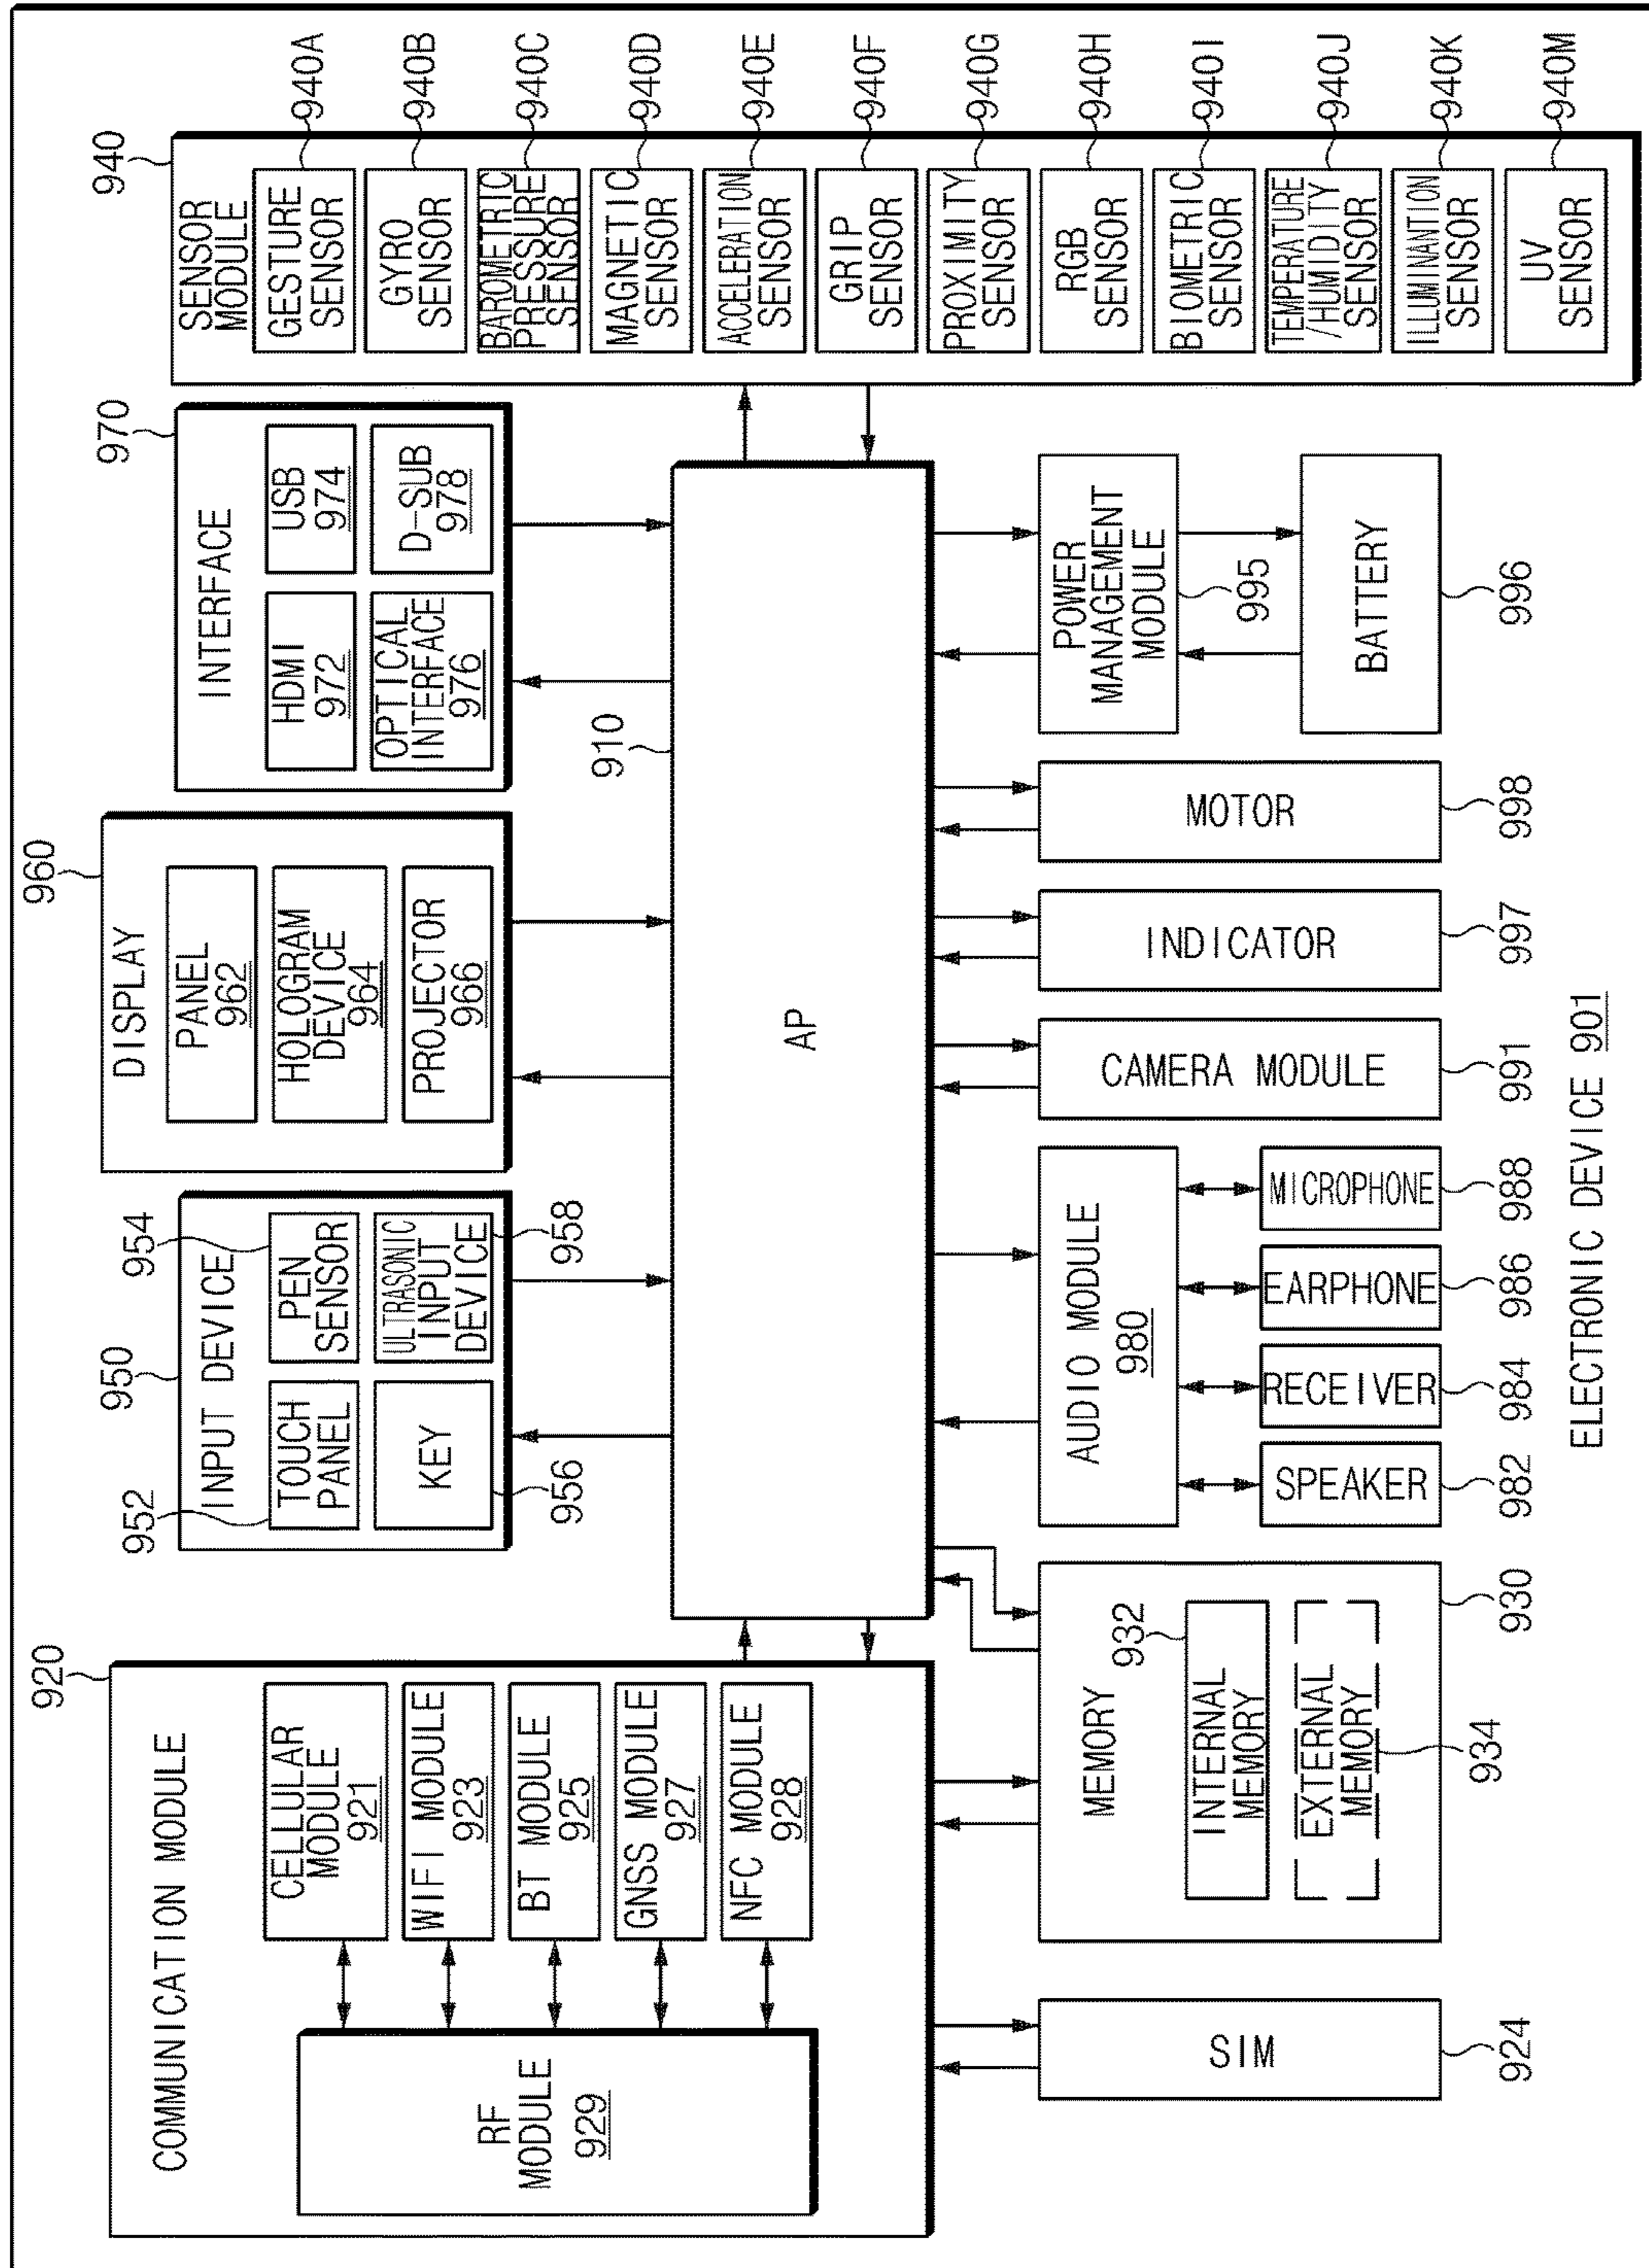 COMMUNICATION MODULE
920
CELLULAR
MODULE
921
WIFI MODULE
923
BT MODULE
925
GNSS MODULE
927
NFC MODULE
928
RF
MODULE
929
INPUT DEVICE
950
952
TOUCH
PANEL
954
PEN
SENSOR
KEY
956
ULTRASONIC
INPUT
DEVICE
958
DISPLAY
960
PANEL
962
HOLOGRAM
DEVICE
964
PROJECTOR
966
INTERFACE
970
HDMI
972
USB
974
OPTICAL
INTERFACE
976
D-SUB
978
SENSOR
MODULE
940
GESTURE
SENSOR
940A
GYRO
SENSOR
940B
BAROMETRIC
PRESSURE
SENSOR
940C
MAGNETIC
SENSOR
940D
ACCELERATION
SENSOR
940E
GRIP
SENSOR
940F
PROXIMITY
SENSOR
940G
RGB
SENSOR
940H
BIOMETRIC
SENSOR
940I
TEMPERATURE
/HUMIDITY
SENSOR
940J
ILLUMINANTION
SENSOR
940K
UV
SENSOR
940M
AP
910
SIM
924
MEMORY
930
INTERNAL
MEMORY
932
EXTERNAL
MEMORY
934
AUDIO MODULE
980
SPEAKER
982
RECEIVER
984
EARPHONE
986
MICROPHONE
988
CAMERA MODULE
991
INDICATOR
997
MOTOR
998
POWER
MANAGEMENT
MODULE
995
BATTERY
996
ELECTRONIC DEVICE 901